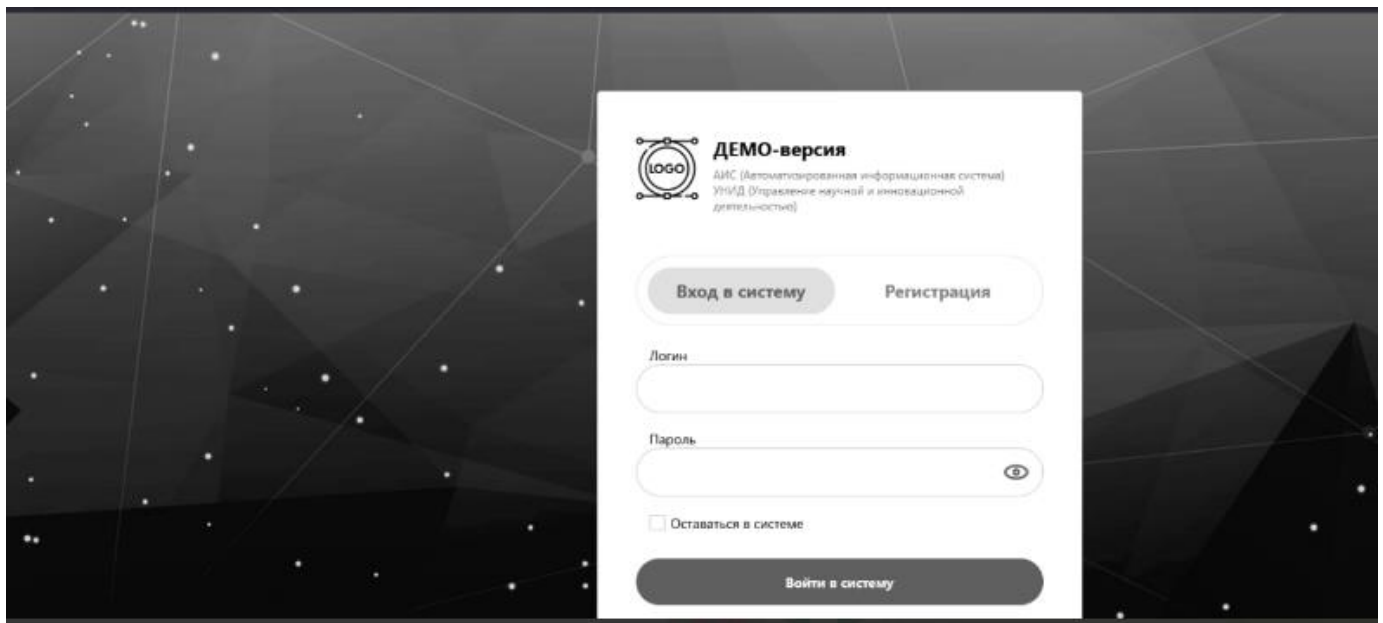 LOGO
ДЕМО-версия
АИС (Автоматизированная информационная система)
УНИД (Управление научной и инновационной
деятельностью)
Вход в систему
Регистрация
Логин
Пароль
Оставаться в системе
Войти в систему